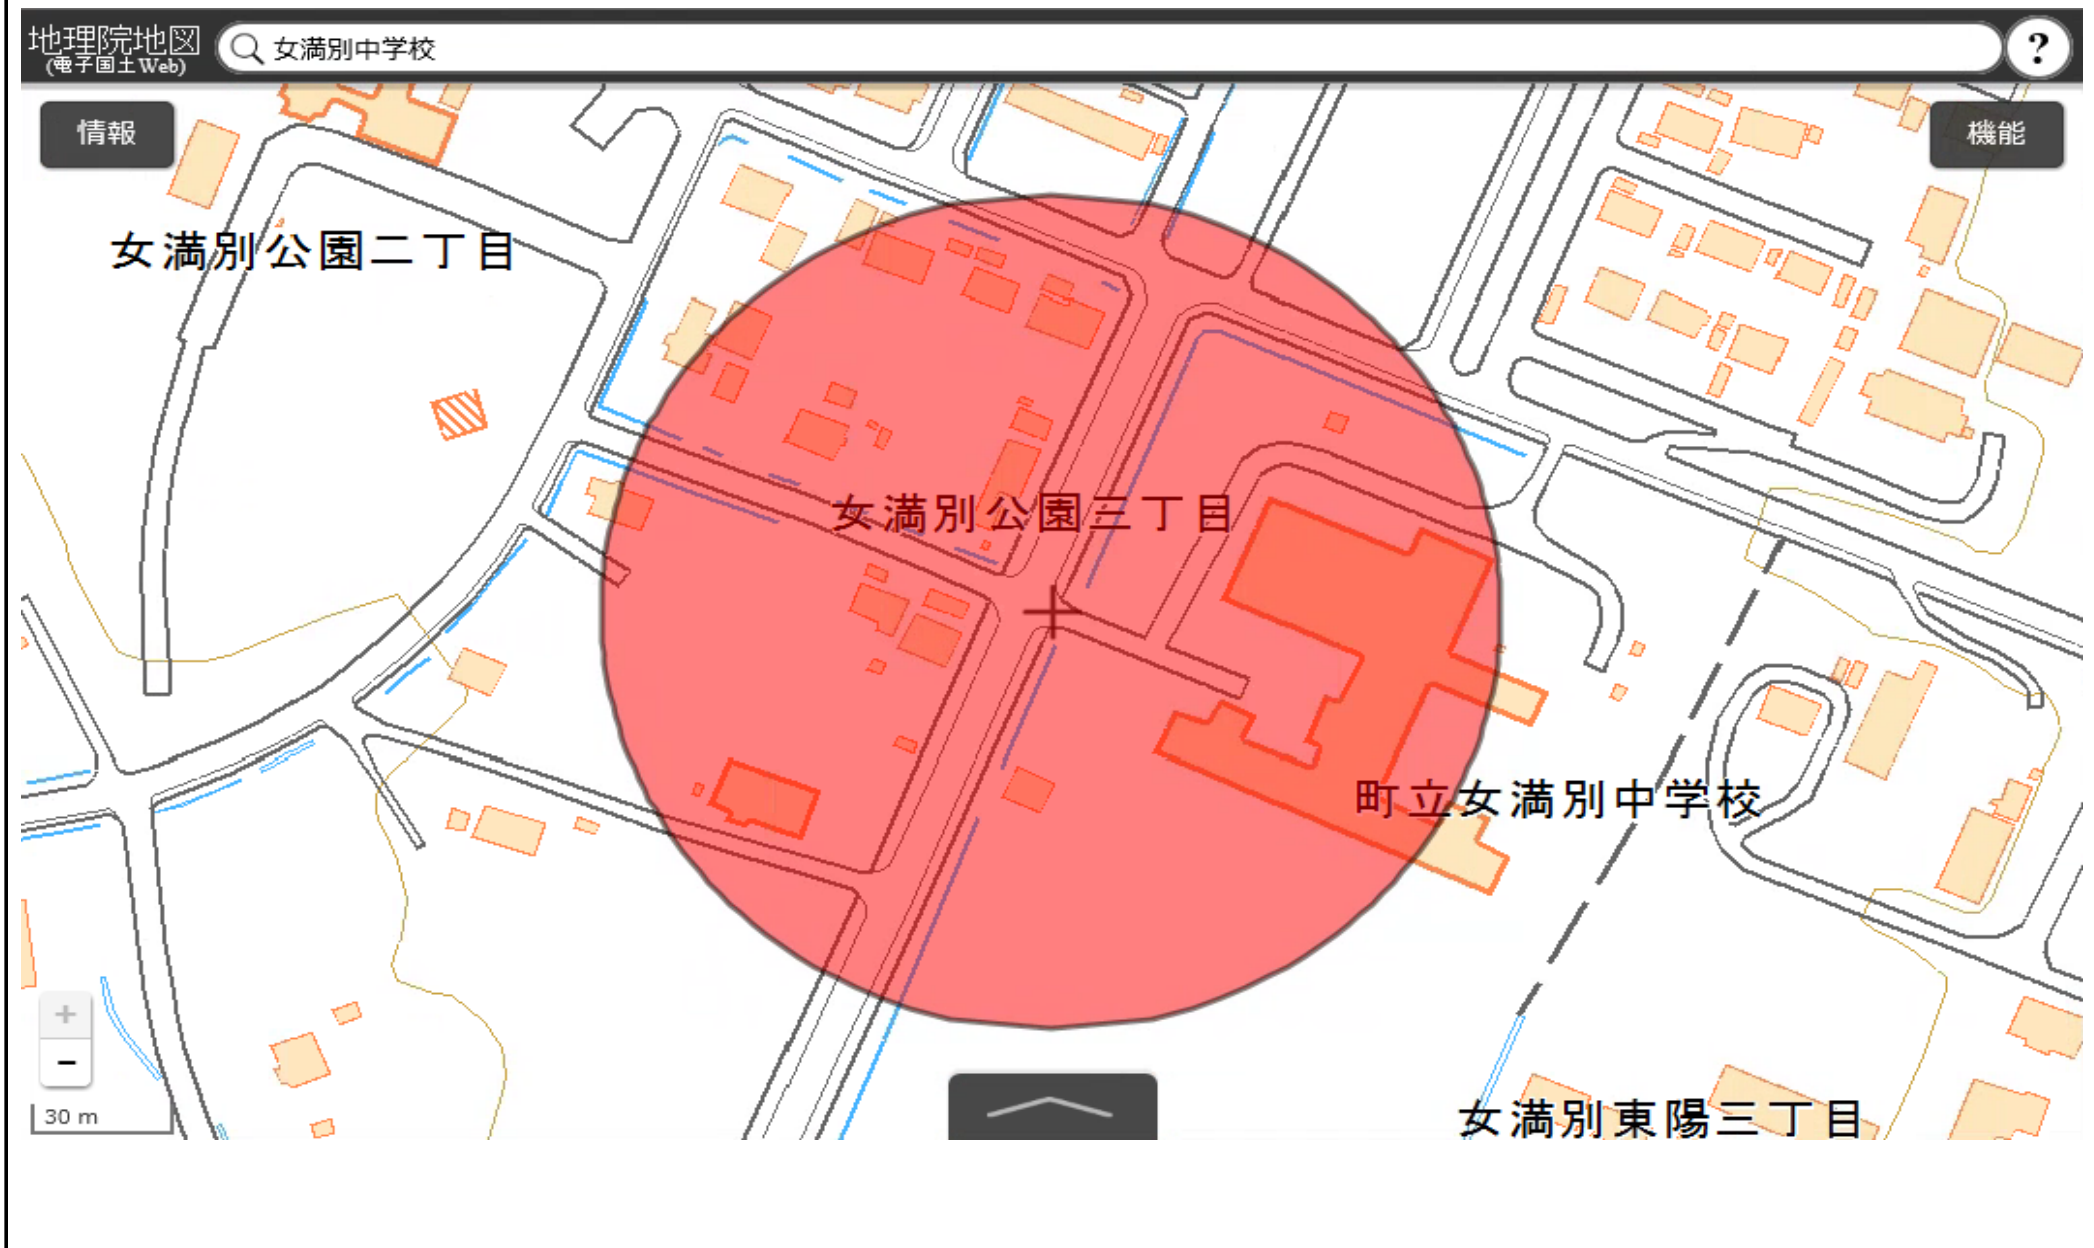 地理院地図
(電子国土Web)
女満別中学校
?
情報
機能
女満別公園二丁目
女満別公園三丁目
町立女満別中学校
+
-
30 m
女満別東陽三丁目